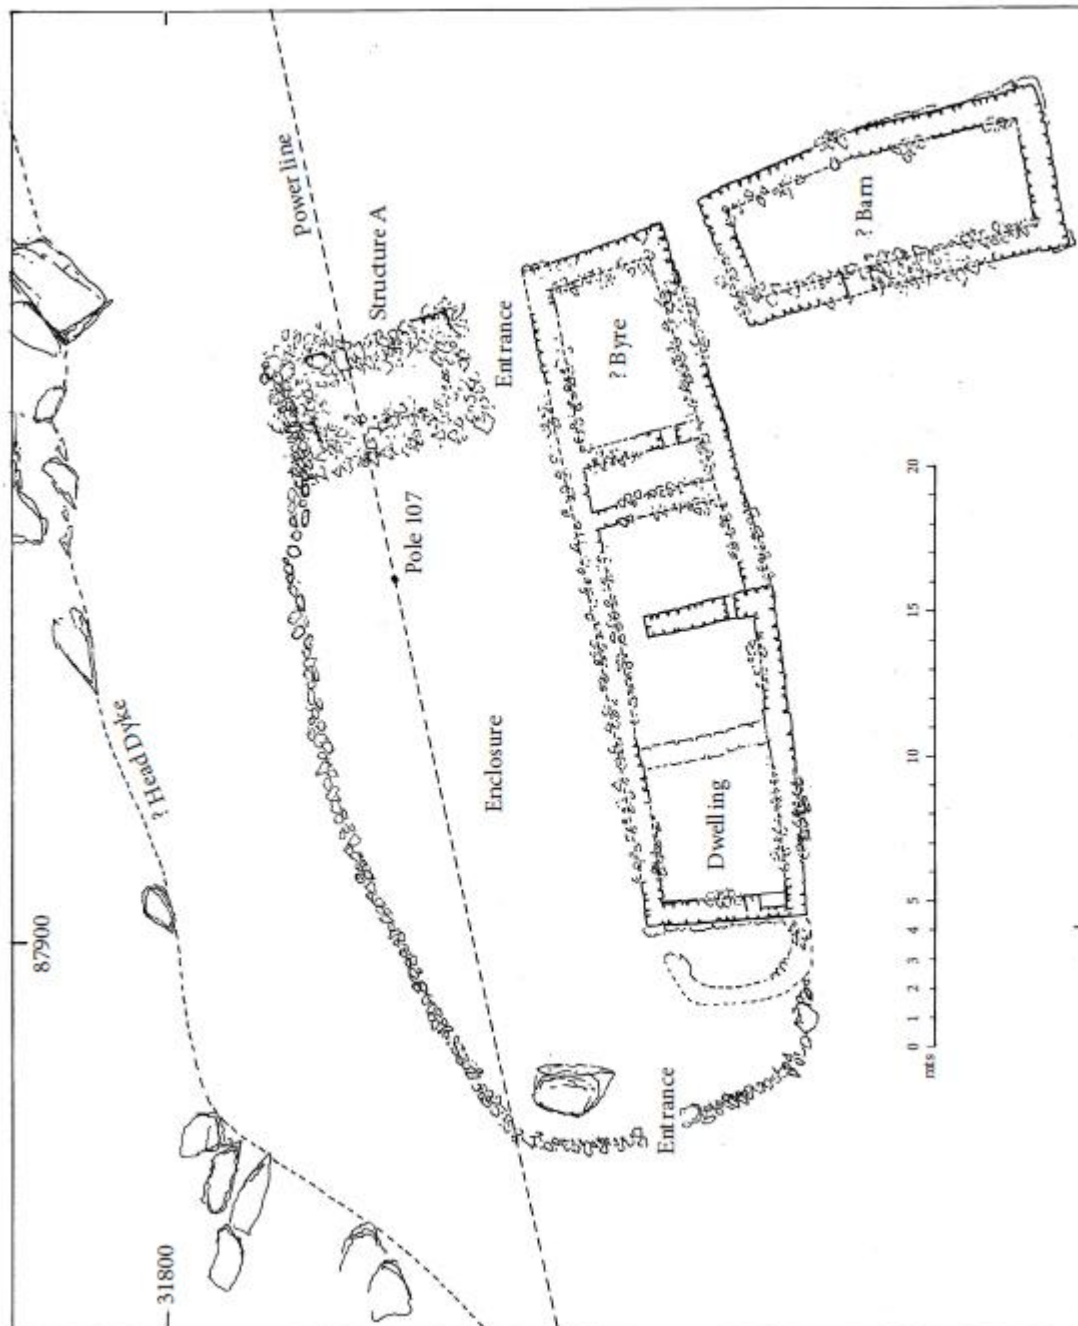 Power line
Structure A
? Barn
Entrance
? Byre
Pole 107
? Head Dyke
Enclosure
Dwelling
87900
Entrance
31800
0 1 2 3 4 5 10 15 20
mts